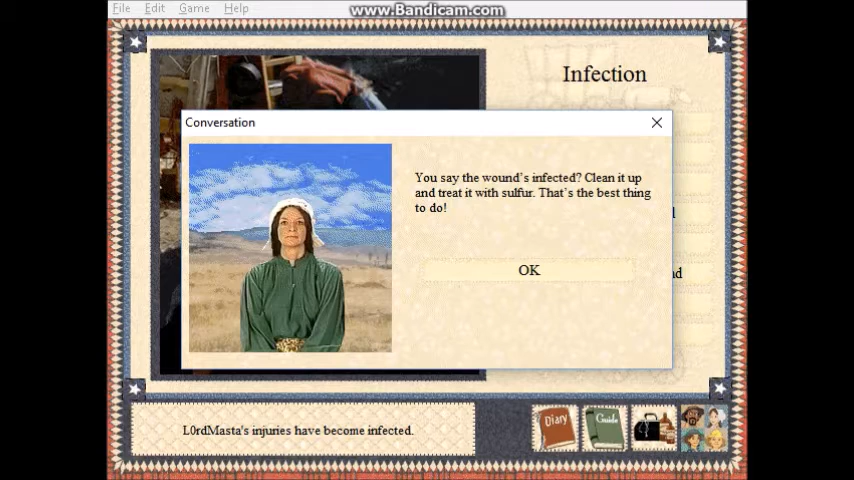 www.Bandicam.com
File Edit Game Help
Infection
Conversation
You say the wound's infected? Clean it up
and treat it with sulfur. That's the best thing
to do!
OK
L0rdMasta's injuries have become infected.
Diary
Guide